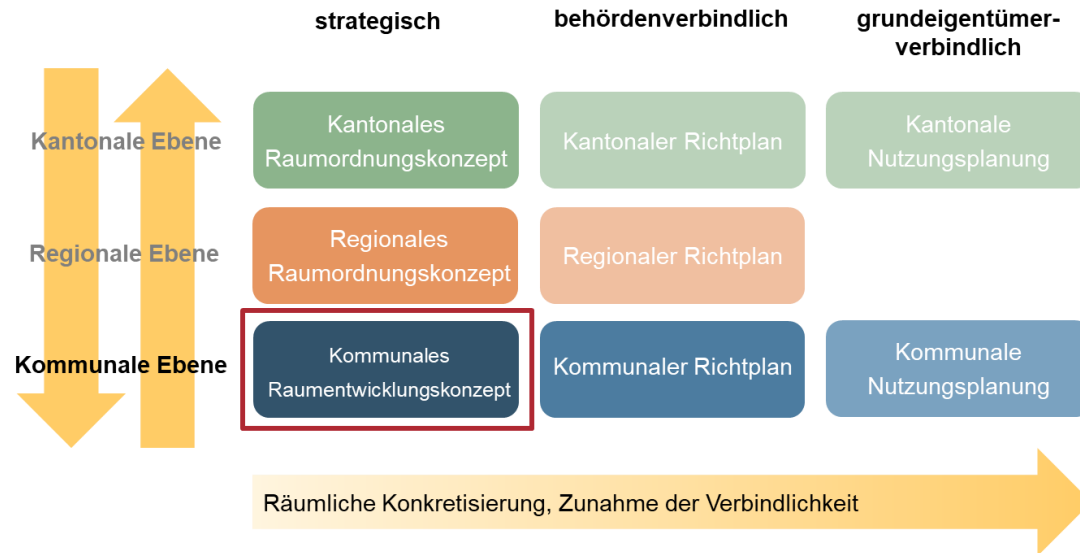 strategisch
behördenverbindlich
grundeigentümer-
verbindlich
Kantonale Ebene
Kantonales
Raumordnungskonzept
Kantonaler Richtplan
Kantonale
Nutzungsplanung
Regionale Ebene
Regionales
Raumordnungskonzept
Regionaler Richtplan
Kommunale Ebene
Kommunales
Raumentwicklungskonzept
Kommunaler Richtplan
Kommunale
Nutzungsplanung
Räumliche Konkretisierung, Zunahme der Verbindlichkeit